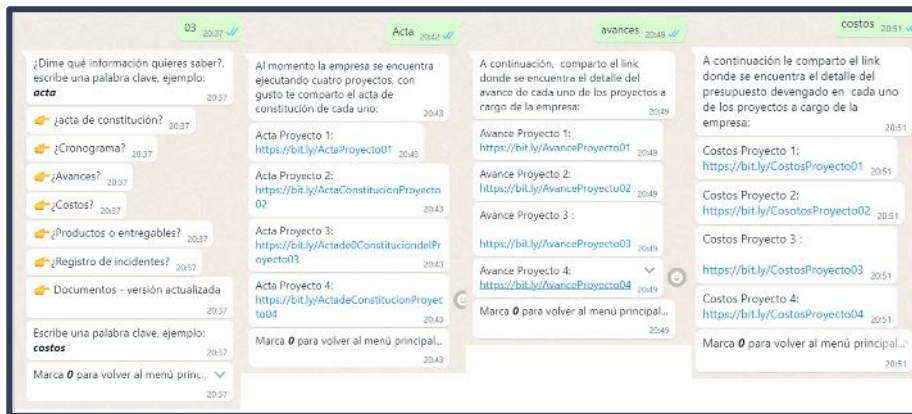 03 20:37
¿Dime qué información quieres saber?,
escribe una palabra clave, ejemplo:
acta
20:37
¿acta de constitución? 20:37
¿Cronograma? 20:37
¿Avances? 20:37
¿Costos? 20:37
¿Productos o entregables? 20:37
¿Registro de incidentes? 20:37
Documentos - versión actualizada
20:37
Escribe una palabra clave, ejemplo:
costos
20:37
Marca 0 para volver al menú princ
20:37
Acta 20:42
Al momento la empresa se encuentra
ejecutando cuatro proyectos, con
gusto te comparto el acta de
constitución de cada uno:
20:43
Acta Proyecto 1:
https://bit.ly/ActaProyecto01 20:43
Acta Proyecto 2:
https://bit.ly/ActaConstitucionProyecto
02
20:43
Acta Proyecto 3:
https://bit.ly/Actade0ConstituciondelPr
oyecto03
20:43
Acta Proyecto 4:
https://bit.ly/ActadeConstitucionProyec
to04
20:43
Marca 0 para volver al menú principal...
20:43
avances 20:49
A continuación, comparto el link
donde se encuentra el detalle del
avance de cada uno de los proyectos a
cargo de la empresa:
20:49
Avance Proyecto 1:
https://bit.ly/AvanceProyecto01 20:49
Avance Proyecto 2:
https://bit.ly/AvanceProyecto02 20:49
Avance Proyecto 3 :
https://bit.ly/AvanceProyecto03 20:49
Avance Proyecto 4:
https://bit.ly/AvanceProyecto04 20:49
Marca 0 para volver al menú principal...
20:49
costos 20:51
A continuación le comparto el link
donde se encuentra el detalle del
presupuesto devengado en cada uno
de los proyectos a cargo de la
empresa:
20:51
Costos Proyecto 1:
https://bit.ly/CostosProyecto01 20:51
Costos Proyecto 2:
https://bit.ly/CosotosProyecto02 20:51
Costos Proyecto 3 :
https://bit.ly/CostosProyecto03 20:51
Costos Proyecto 4:
https://bit.ly/CostosProyecto04 20:51
Marca 0 para volver al menú principal...
20:51